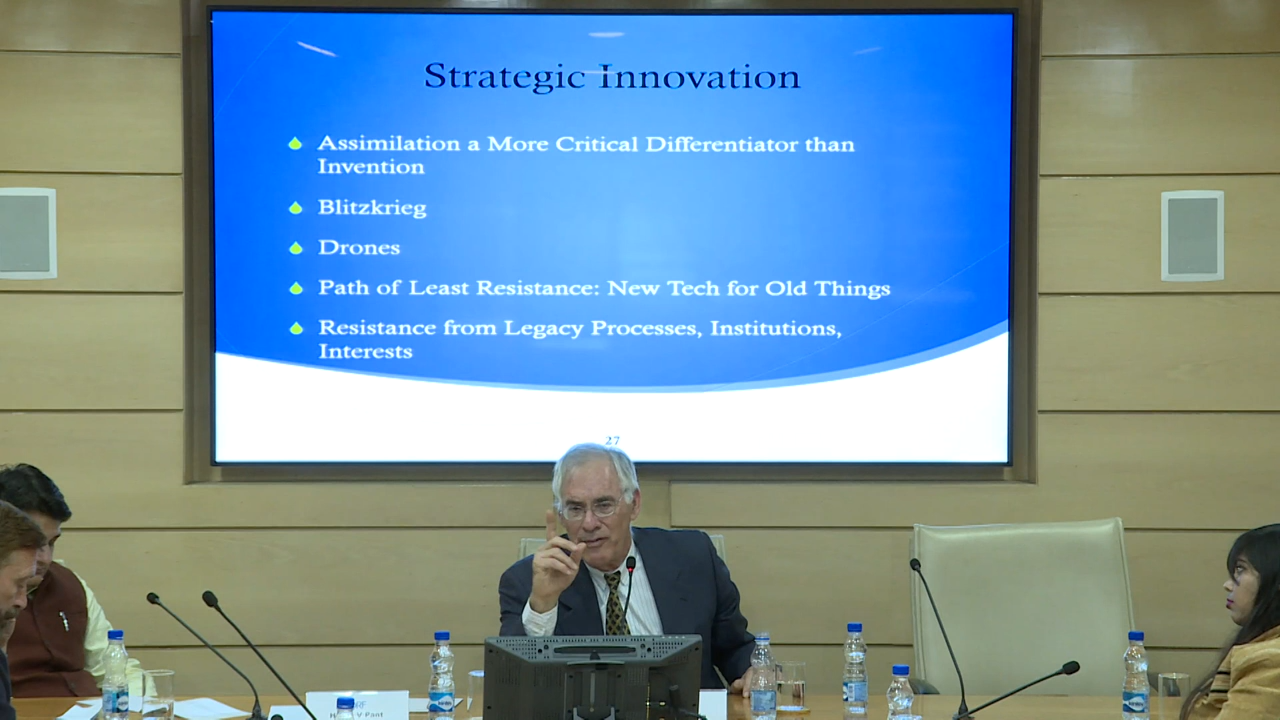 Strategic Innovation
Assimilation a More Critical Differentiator than
Invention
Blitzkrieg
Drones
Path of Least Resistance: New Tech for Old Things
Resistance from Legacy Processes, Institutions,
Interests
27
V Pant